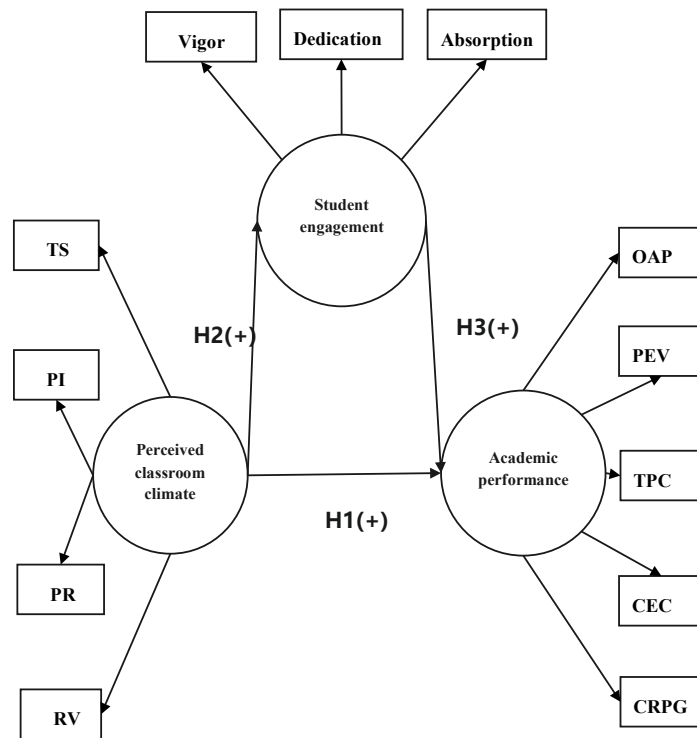 Vigor
Dedication
Absorption
Student
engagement
TS
OAP
H2(+)
H3(+)
PI
PEV
Perceived
classroom
climate
Academic
performance
TPC
H1(+)
PR
CEC
RV
CRPG